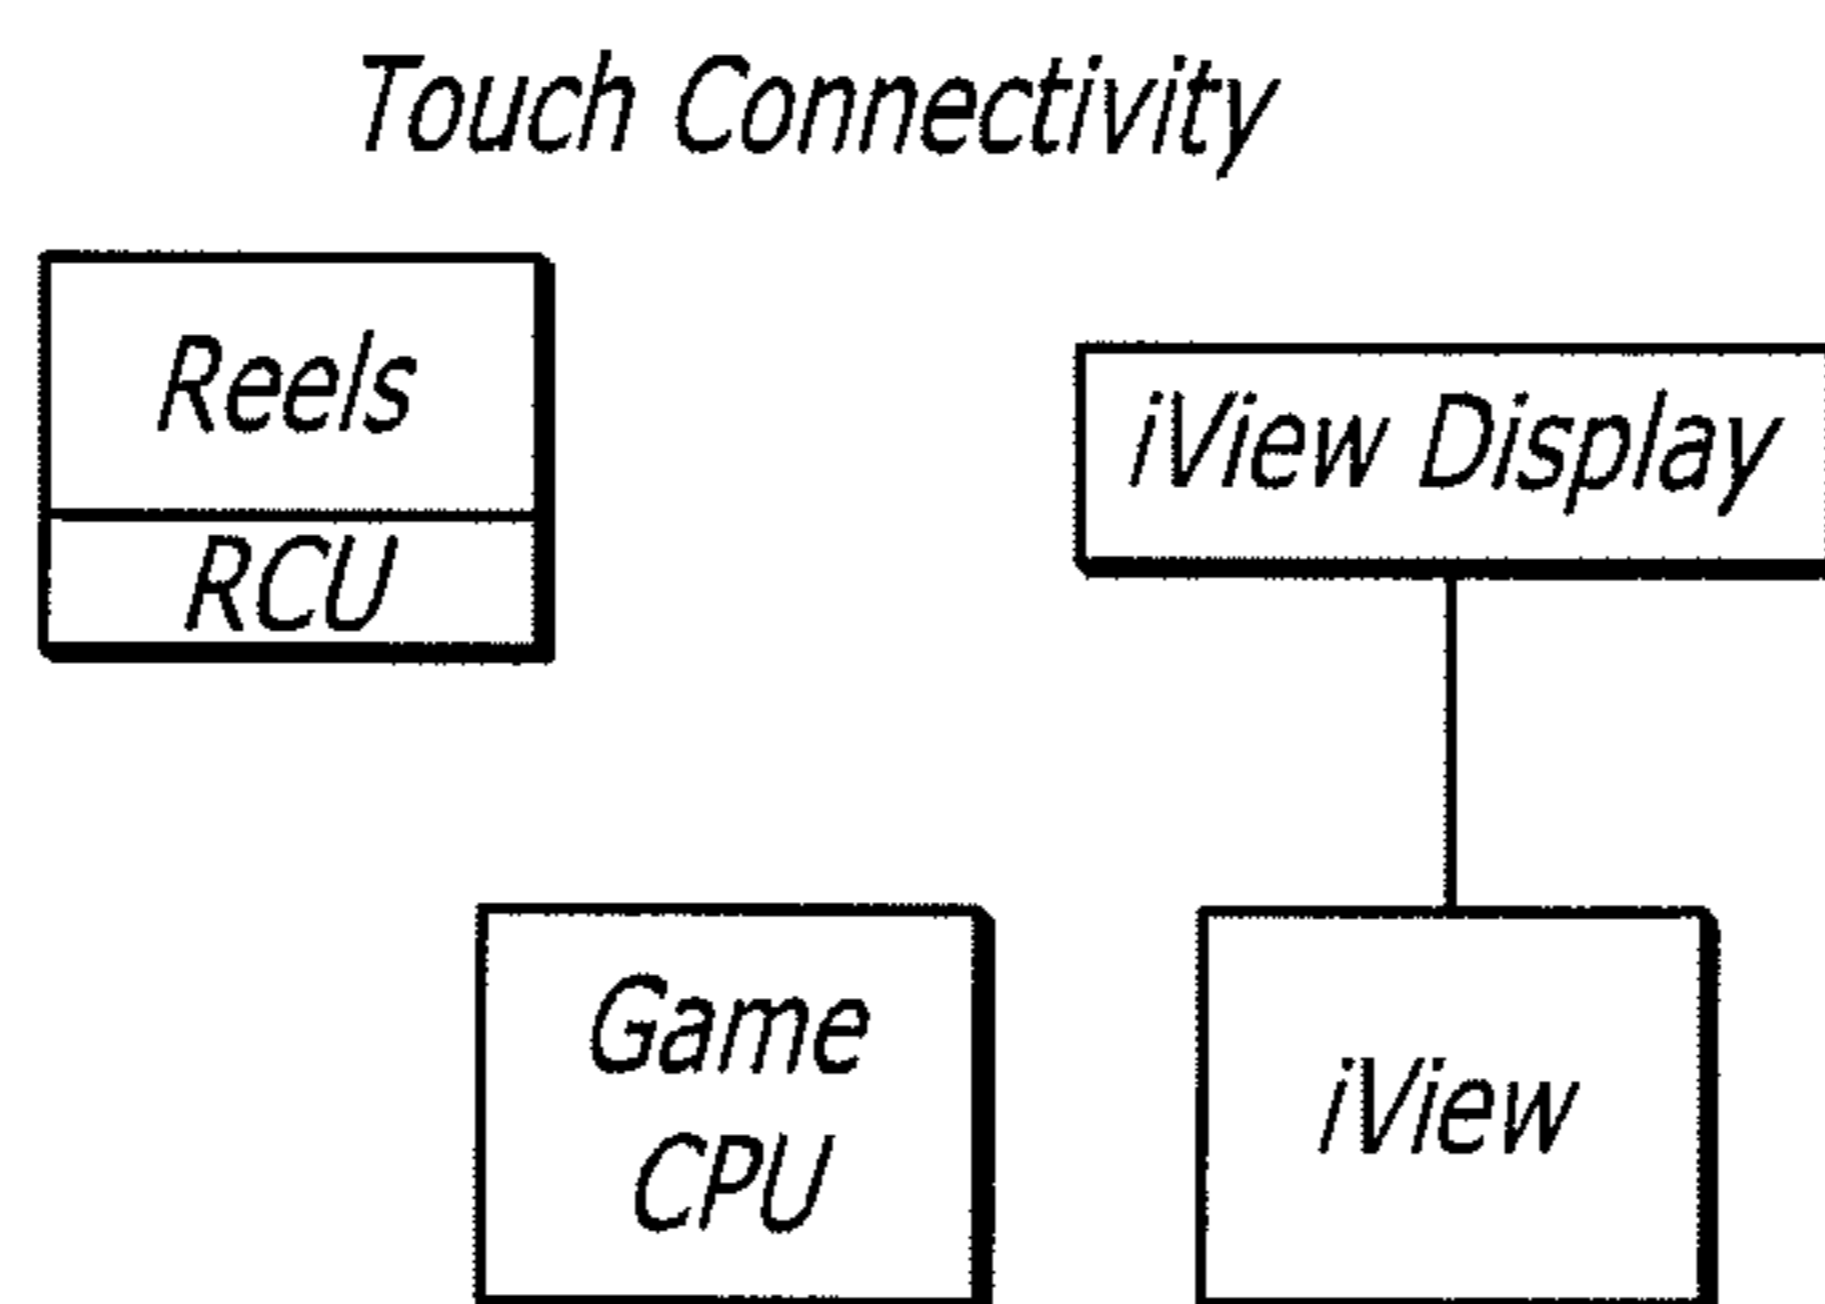 Touch Connectivity
Reels
iView Display
RCU
Game
CPU
iView